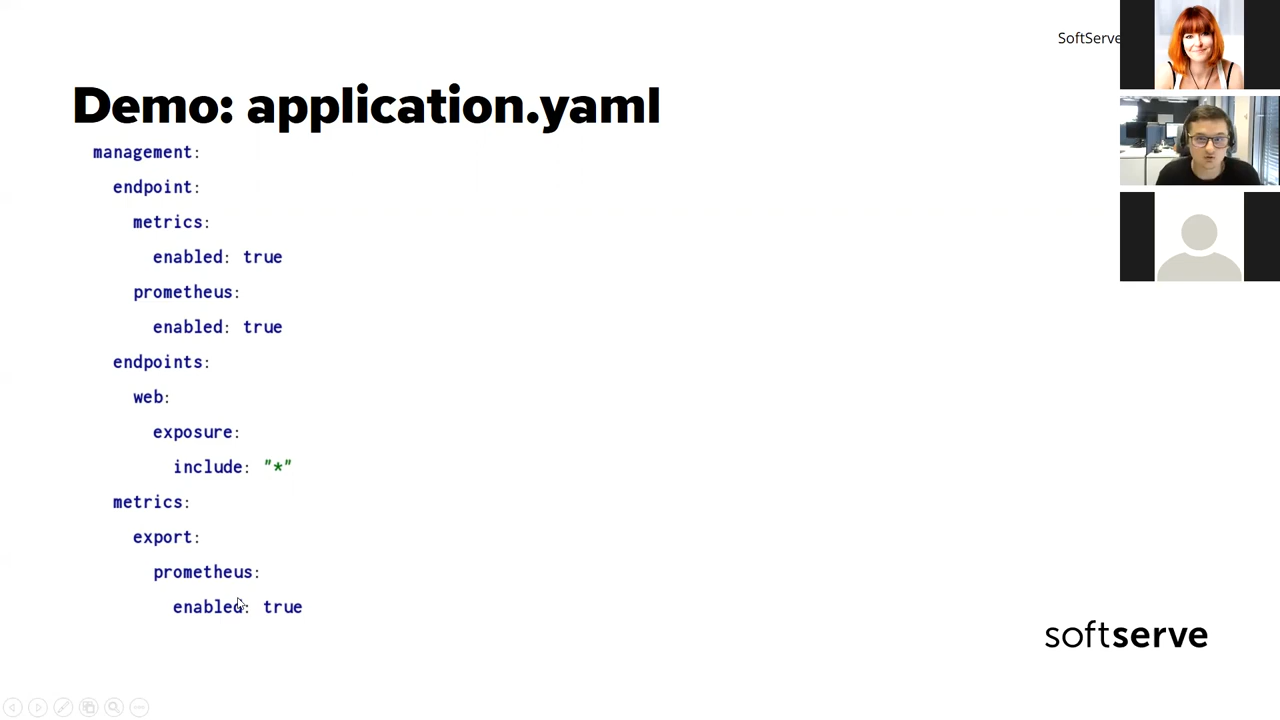 SoftServe
Demo: application.yaml
management:
  endpoint:
    metrics:
      enabled: true
    prometheus:
      enabled: true
  endpoints:
    web:
      exposure:
        include: "*"
  metrics:
    export:
      prometheus:
        enabled: true
softserve